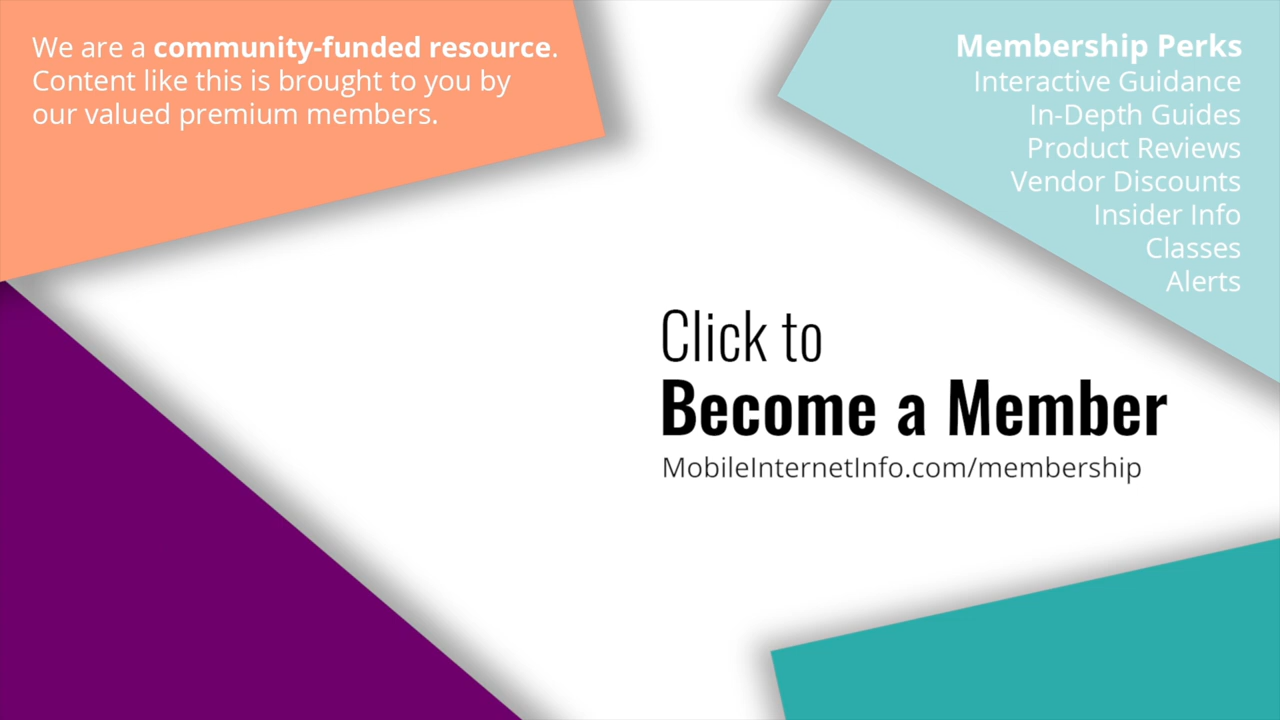 We are a community-funded resource.
Content like this is brought to you by
our valued premium members.
Membership Perks
Interactive Guidance
In-Depth Guides
Product Reviews
Vendor Discounts
Insider Info
Classes
Alerts
Click to
Become a Member
MobileInternetInfo.com/membership